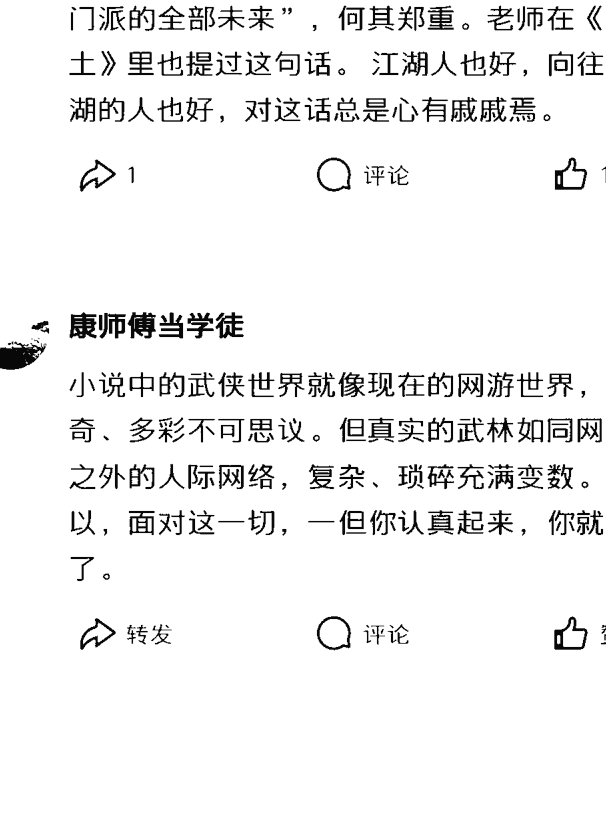 门派的全部未来”，何其郑重。老师在《
土》里也提过这句话。 江湖人也好，向往
湖的人也好，对这话总是心有戚戚焉。
1 评论 1
康师傅当学徒
小说中的武侠世界就像现在的网游世界，
奇、多彩不可思议。但真实的武林如同网
之外的人际网络，复杂、琐碎充满变数。
以，面对这一切，一但你认真起来，你就
了。
转发 评论